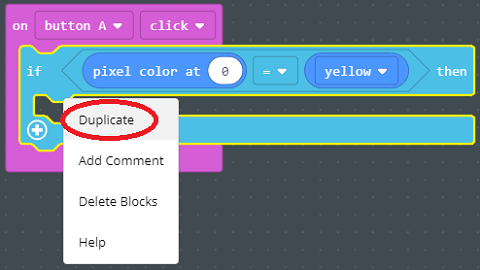 on button A click
if pixel color at 0 = yellow then
Duplicate
Add Comment
Delete Blocks
Help